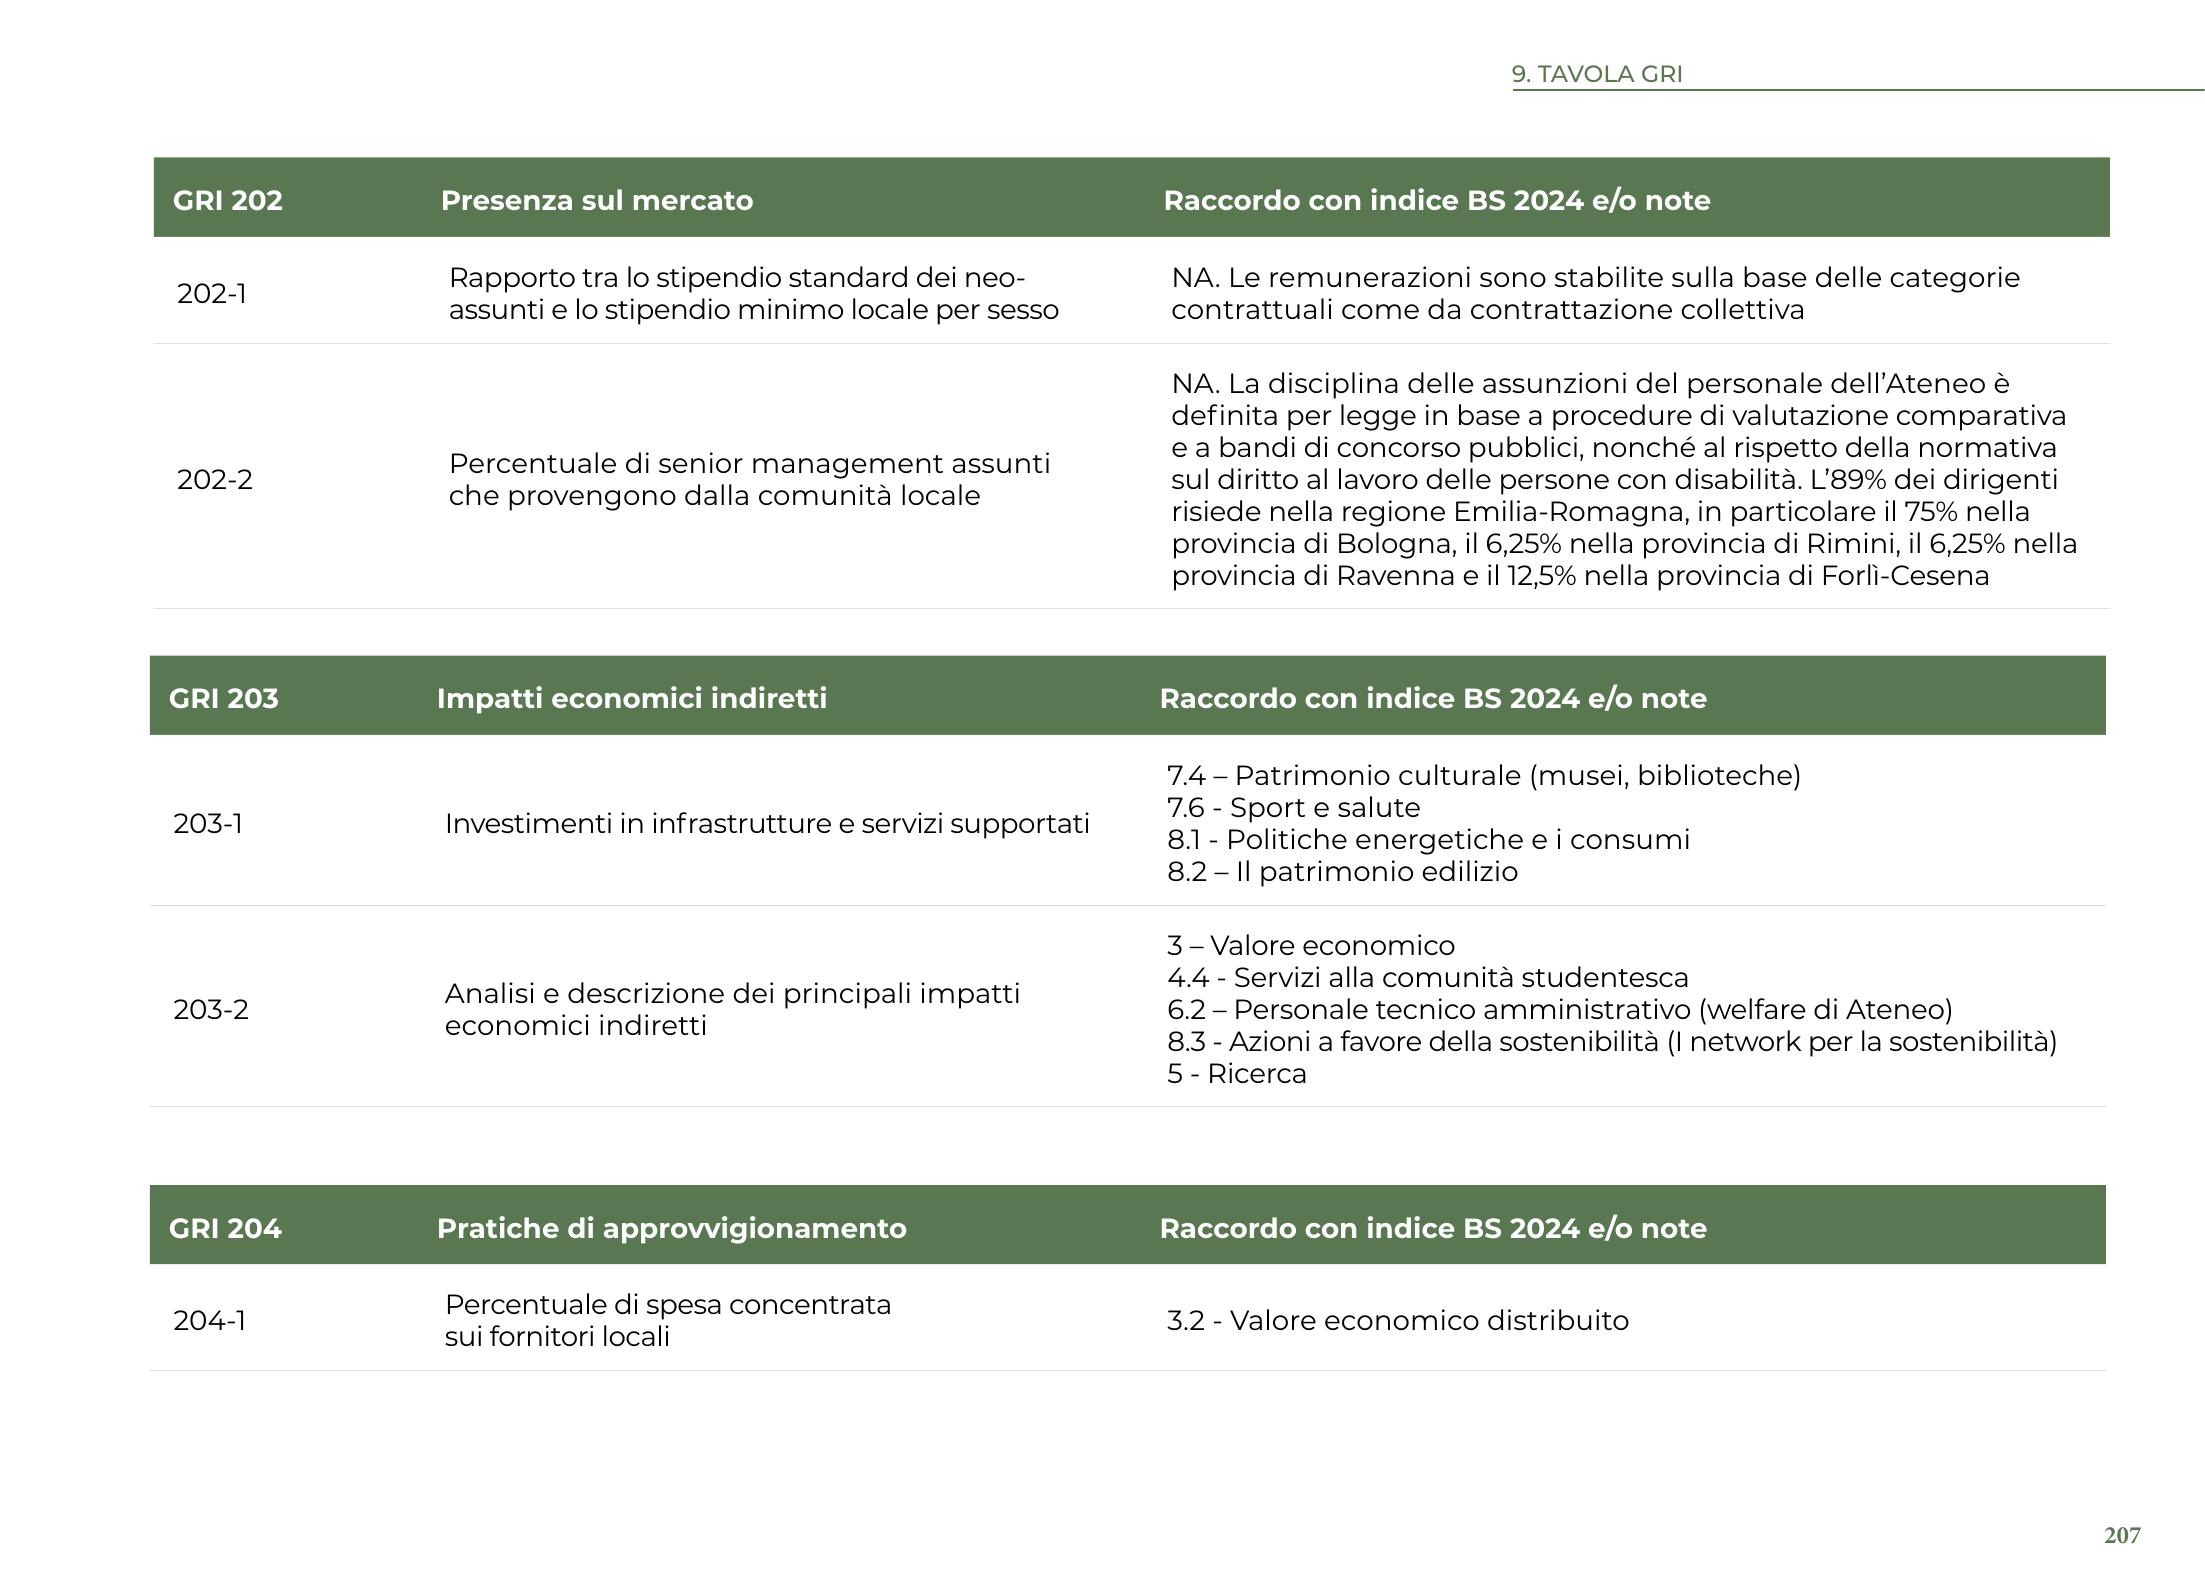 9. TAVOLA GRI
GRI 202 Presenza sul mercato Raccordo con indice BS 2024 e/o note
202-1
Rapporto tra lo stipendio standard dei neo-
assunti e lo stipendio minimo locale per sesso
NA. Le remunerazioni sono stabilite sulla base delle categorie
contrattuali come da contrattazione collettiva
202-2
Percentuale di senior management assunti
che provengono dalla comunità locale
NA. La disciplina delle assunzioni del personale dell’Ateneo è
definita per legge in base a procedure di valutazione comparativa
e a bandi di concorso pubblici, nonché al rispetto della normativa
sul diritto al lavoro delle persone con disabilità. L’89% dei dirigenti
risiede nella regione Emilia-Romagna, in particolare il 75% nella
provincia di Bologna, il 6,25% nella provincia di Rimini, il 6,25% nella
provincia di Ravenna e il 12,5% nella provincia di Forlì-Cesena
GRI 203 Impatti economici indiretti Raccordo con indice BS 2024 e/o note
203-1
Investimenti in infrastrutture e servizi supportati
7.4 – Patrimonio culturale (musei, biblioteche)
7.6 - Sport e salute
8.1 - Politiche energetiche e i consumi
8.2 – Il patrimonio edilizio
203-2
Analisi e descrizione dei principali impatti
economici indiretti
3 – Valore economico
4.4 - Servizi alla comunità studentesca
6.2 – Personale tecnico amministrativo (welfare di Ateneo)
8.3 - Azioni a favore della sostenibilità (I network per la sostenibilità)
5 - Ricerca
GRI 204 Pratiche di approvvigionamento Raccordo con indice BS 2024 e/o note
204-1
Percentuale di spesa concentrata
sui fornitori locali
3.2 - Valore economico distribuito
207